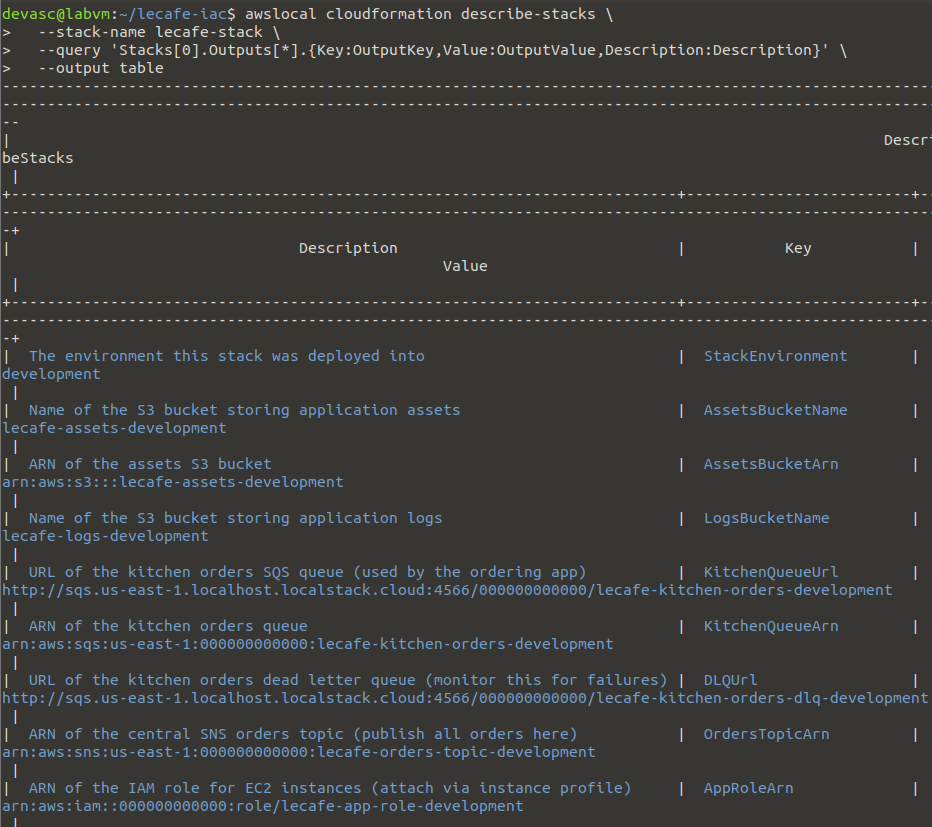 devasc@labvm:~/lecafe-iac$ awslocal cloudformation describe-stacks \
>   --stack-name lecafe-stack \
>   --query 'Stacks[0].Outputs[*].{Key:OutputKey,Value:OutputValue,Description:Description}' \
>   --output table
-------------------------------------------------------------------------------------------------------
-------------------------------------------------------------------------------------------------------
--
|                                                                                                 Descri
beStacks
 |
+--------------------------------------------------------------------------+-------------------------+--
-------------------------------------------------------------------------------------------------------
-+
|                                Description                               |           Key           |
                                                 Value
 |
+--------------------------------------------------------------------------+-------------------------+--
-------------------------------------------------------------------------------------------------------
-+
|  The environment this stack was deployed into                            |  StackEnvironment       |
development
 |
|  Name of the S3 bucket storing application assets                        |  AssetsBucketName       |
lecafe-assets-development
 |
|  ARN of the assets S3 bucket                                             |  AssetsBucketArn        |
arn:aws:s3:::lecafe-assets-development
 |
|  Name of the S3 bucket storing application logs                          |  LogsBucketName         |
lecafe-logs-development
 |
|  URL of the kitchen orders SQS queue (used by the ordering app)          |  KitchenQueueUrl        |
http://sqs.us-east-1.localhost.localstack.cloud:4566/000000000000/lecafe-kitchen-orders-development
 |
|  ARN of the kitchen orders queue                                         |  KitchenQueueArn        |
arn:aws:sqs:us-east-1:000000000000:lecafe-kitchen-orders-development
 |
|  URL of the kitchen orders dead letter queue (monitor this for failures) |  DLQUrl                 |
http://sqs.us-east-1.localhost.localstack.cloud:4566/000000000000/lecafe-kitchen-orders-dlq-development
 |
|  ARN of the central SNS orders topic (publish all orders here)           |  OrdersTopicArn         |
arn:aws:sns:us-east-1:000000000000:lecafe-orders-topic-development
 |
|  ARN of the IAM role for EC2 instances (attach via instance profile)     |  AppRoleArn             |
arn:aws:iam::000000000000:role/lecafe-app-role-development
 |